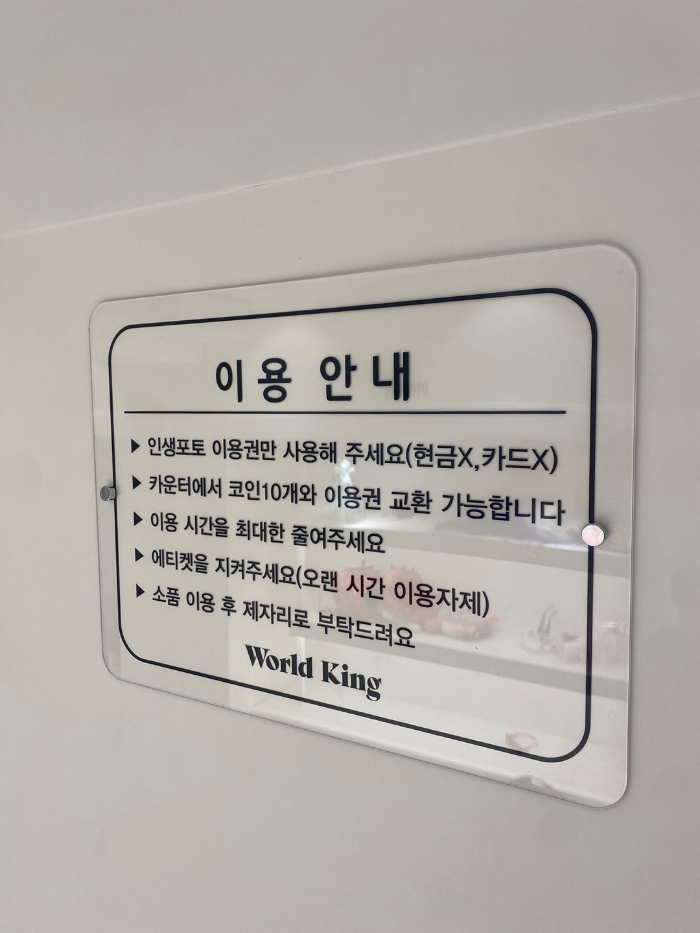 이용 안내
▶ 인생포토 이용권만 사용해 주세요(현금X,카드X)
▶ 카운터에서 코인10개와 이용권 교환 가능합니다
▶ 이용 시간을 최대한 줄여주세요
▶ 에티켓을 지켜주세요(오랜 시간 이용자제)
▶ 소품 이용 후 제자리로 부탁드려요
World King